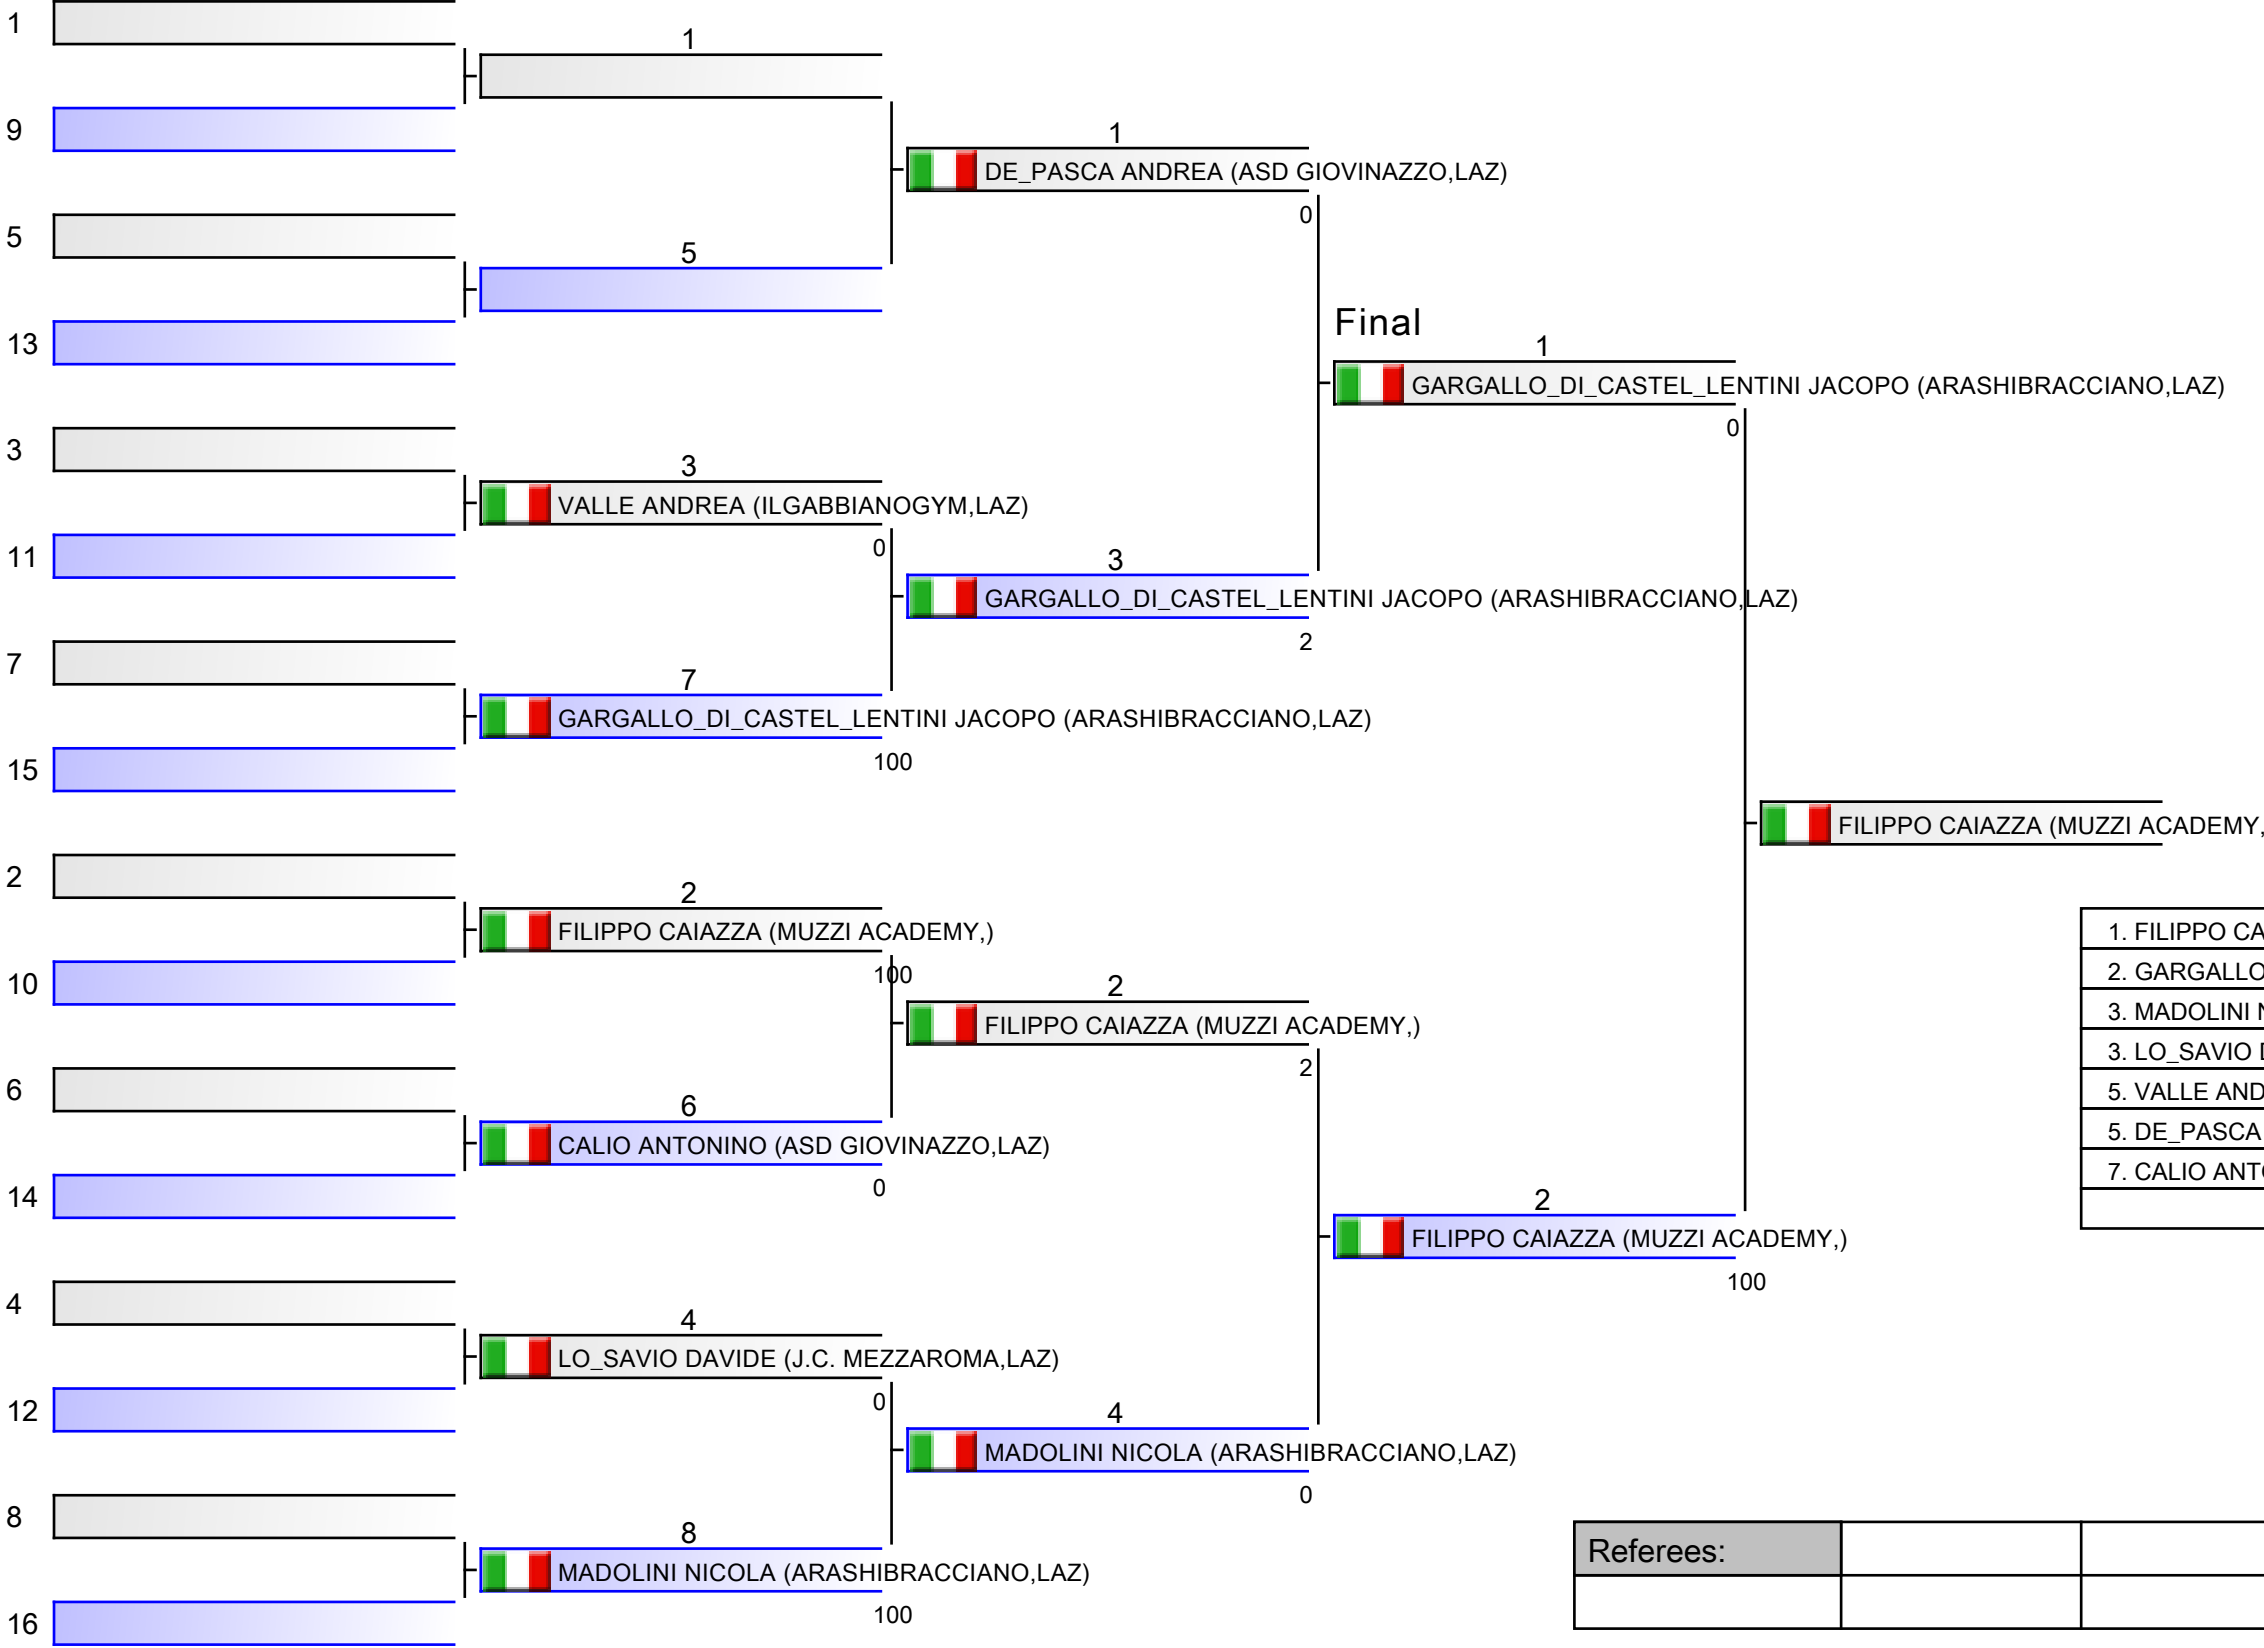 1
1
9
1
DE_PASCA ANDREA (ASD GIOVINAZZO,LAZ)
0
5
5
13
Final
1
GARGALLO_DI_CASTEL_LENTINI JACOPO (ARASHIBRACCIANO,LAZ)
0
3
3
VALLE ANDREA (ILGABBIANOGYM,LAZ)
0
11
3
GARGALLO_DI_CASTEL_LENTINI JACOPO (ARASHIBRACCIANO,LAZ)
2
7
7
GARGALLO_DI_CASTEL_LENTINI JACOPO (ARASHIBRACCIANO,LAZ)
100
15
FILIPPO CAIAZZA (MUZZI ACADEMY,
2
2
FILIPPO CAIAZZA (MUZZI ACADEMY,)
100
10
2
FILIPPO CAIAZZA (MUZZI ACADEMY,)
2
1. FILIPPO CA
2. GARGALLO
3. MADOLINI
3. LO_SAVIO
5. VALLE AND
5. DE_PASCA
7. CALIO ANT
6
6
CALIO ANTONINO (ASD GIOVINAZZO,LAZ)
0
14
2
FILIPPO CAIAZZA (MUZZI ACADEMY,)
100
4
4
LO_SAVIO DAVIDE (J.C. MEZZAROMA,LAZ)
0
12
4
MADOLINI NICOLA (ARASHIBRACCIANO,LAZ)
0
8
8
MADOLINI NICOLA (ARASHIBRACCIANO,LAZ)
100
16
Referees: